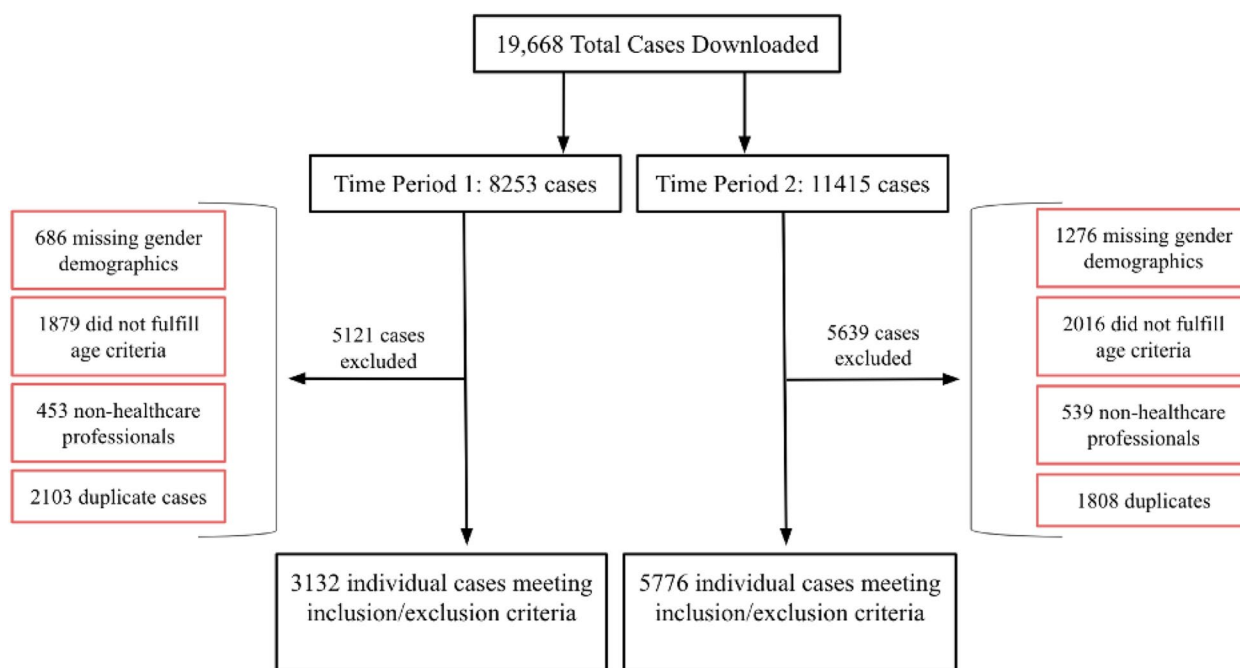 19,668 Total Cases Downloaded
Time Period 1: 8253 cases
Time Period 2: 11415 cases
686 missing gender
demographics
1879 did not fulfill
age criteria
453 non-healthcare
professionals
2103 duplicate cases
5121 cases
excluded
5639 cases
excluded
1276 missing gender
demographics
2016 did not fulfill
age criteria
539 non-healthcare
professionals
1808 duplicates
3132 individual cases meeting
inclusion/exclusion criteria
5776 individual cases meeting
inclusion/exclusion criteria